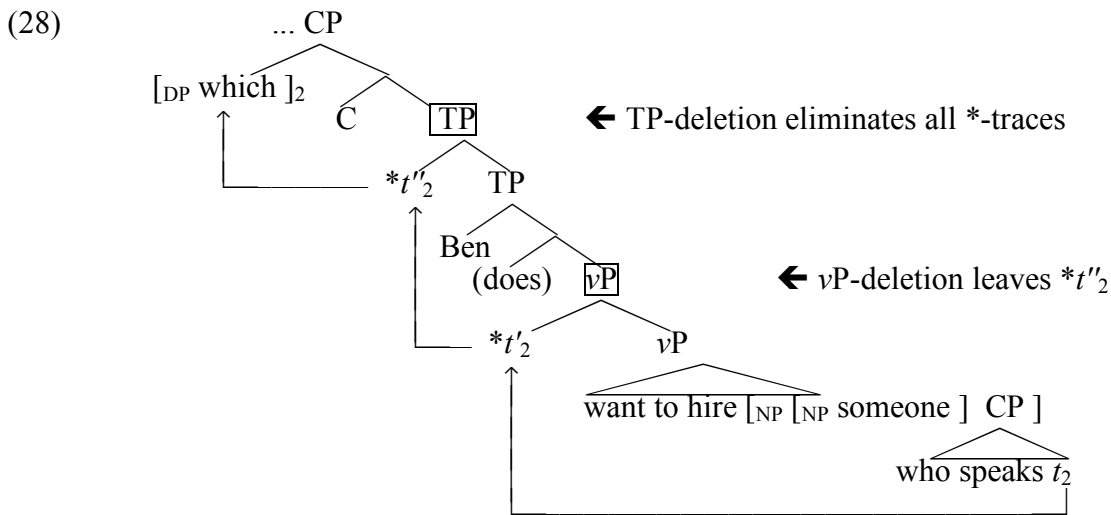 (28) ... CP
[DP which ]2
C TP 🡨 TP-deletion eliminates all *-traces
*t″2 TP
Ben
(does) vP 🡨 vP-deletion leaves *t″2
*t′2 vP
want to hire [NP [NP someone ] CP ]
who speaks t2